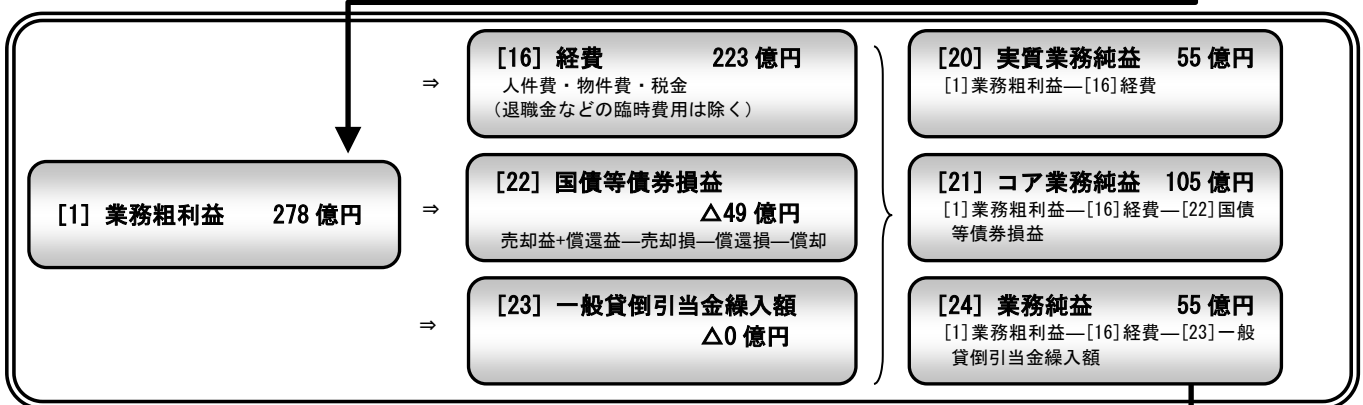 [1] 業務粗利益 278 億円
⇒
[16] 経費 223 億円
人件費・物件費・税金
(退職金などの臨時費用は除く)
⇒
[22] 国債等債券損益
△49 億円
売却益+償還益―売却損―償還損―償却
⇒
[23] 一般貸倒引当金繰入額
△0 億円
[20] 実質業務純益 55 億円
[1]業務粗利益―[16]経費
[21] コア業務純益 105 億円
[1]業務粗利益―[16]経費―[22]国債
等債券損益
[24] 業務純益 55 億円
[1]業務粗利益―[16]経費―[23]一般
貸倒引当金繰入額